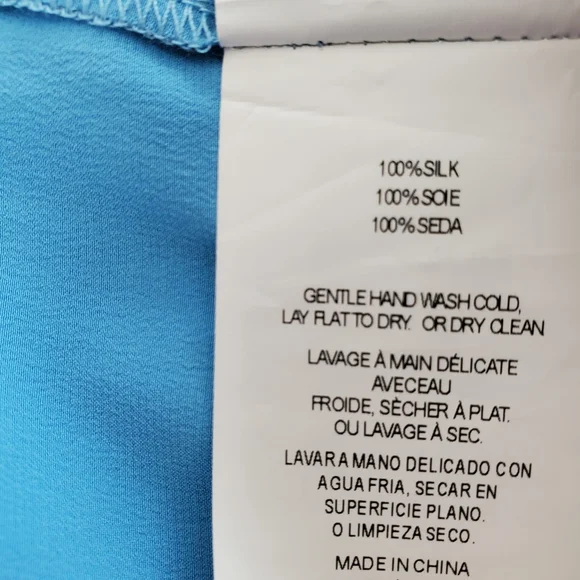 100%SILK
100%SOIE
100%SEDA
GENTLE HAND WASH COLD,
LAY FLAT TO DRY. OR DRY CLEAN
LAVAGE À MAIN DÉLICATE
AVECEAU
FROIDE, SÈCHER À PLAT.
OU LAVAGE À SEC.
LAVAR A MANO DELICADO CON
AGUA FRIA, SECAR EN
SUPERFICIE PLANO.
O LIMPIEZA SECO.
MADE IN CHINA